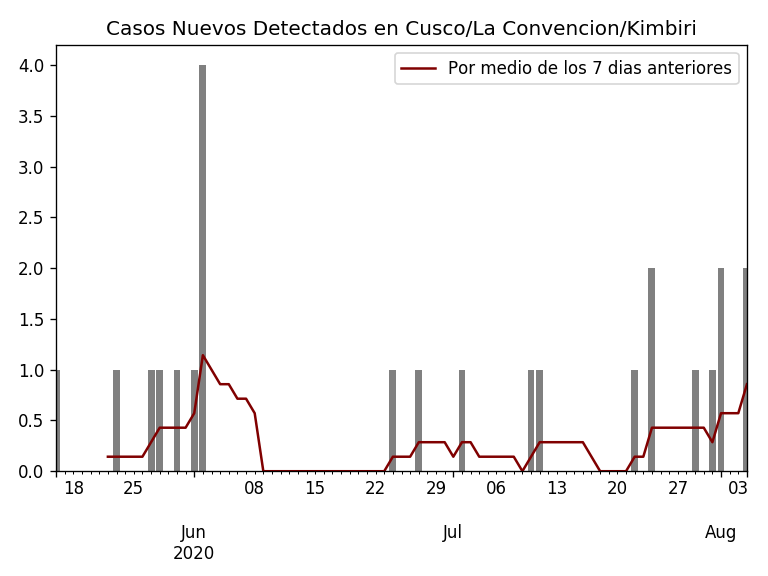 Casos Nuevos Detectados en Cusco/La Convencion/Kimbiri
Por medio de los 7 dias anteriores
4.0
3.5
3.0
2.5
2.0
1.5
1.0
0.5
0.0
18 25 08 15 22 29 06 13 20 27 03
Jun Jul Aug
2020